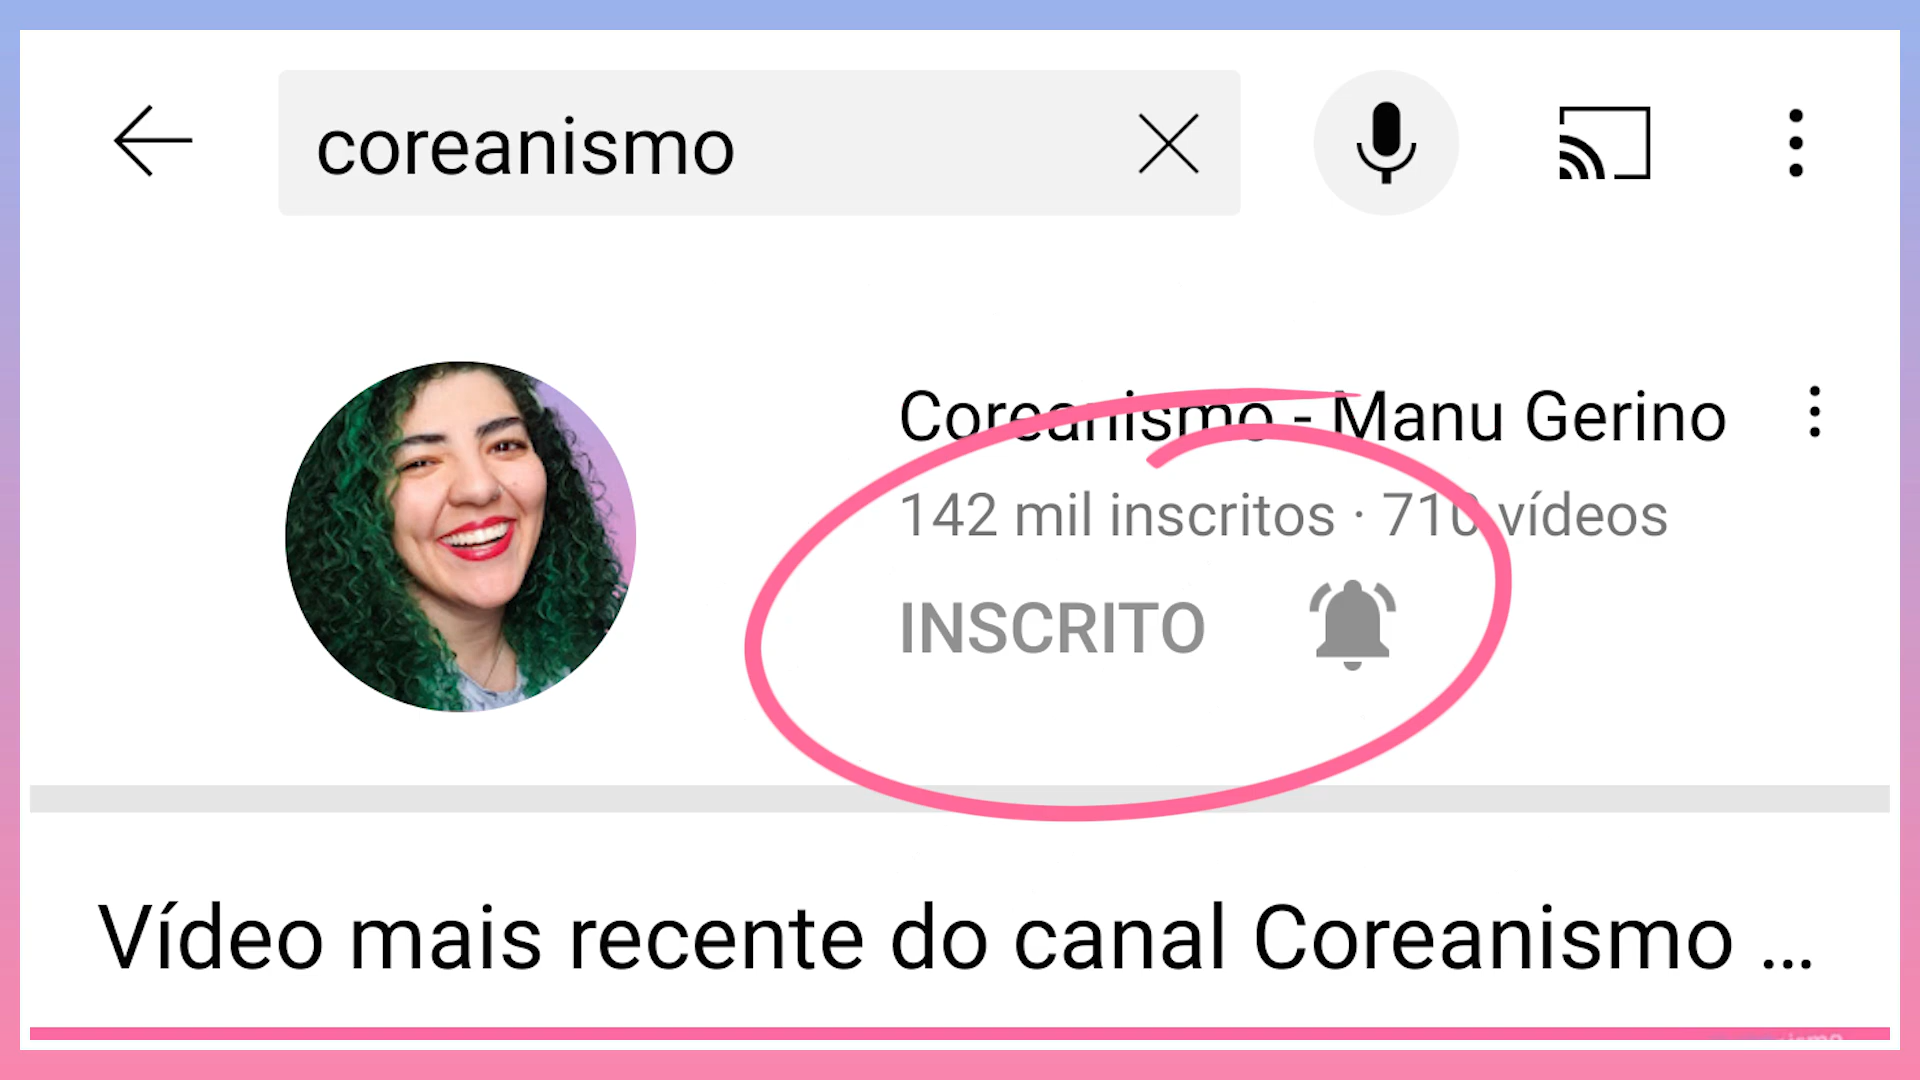 coreanismo
Coreanismo - Manu Gerino
142 mil inscritos · 710 vídeos
INSCRITO
Vídeo mais recente do canal Coreanismo ...